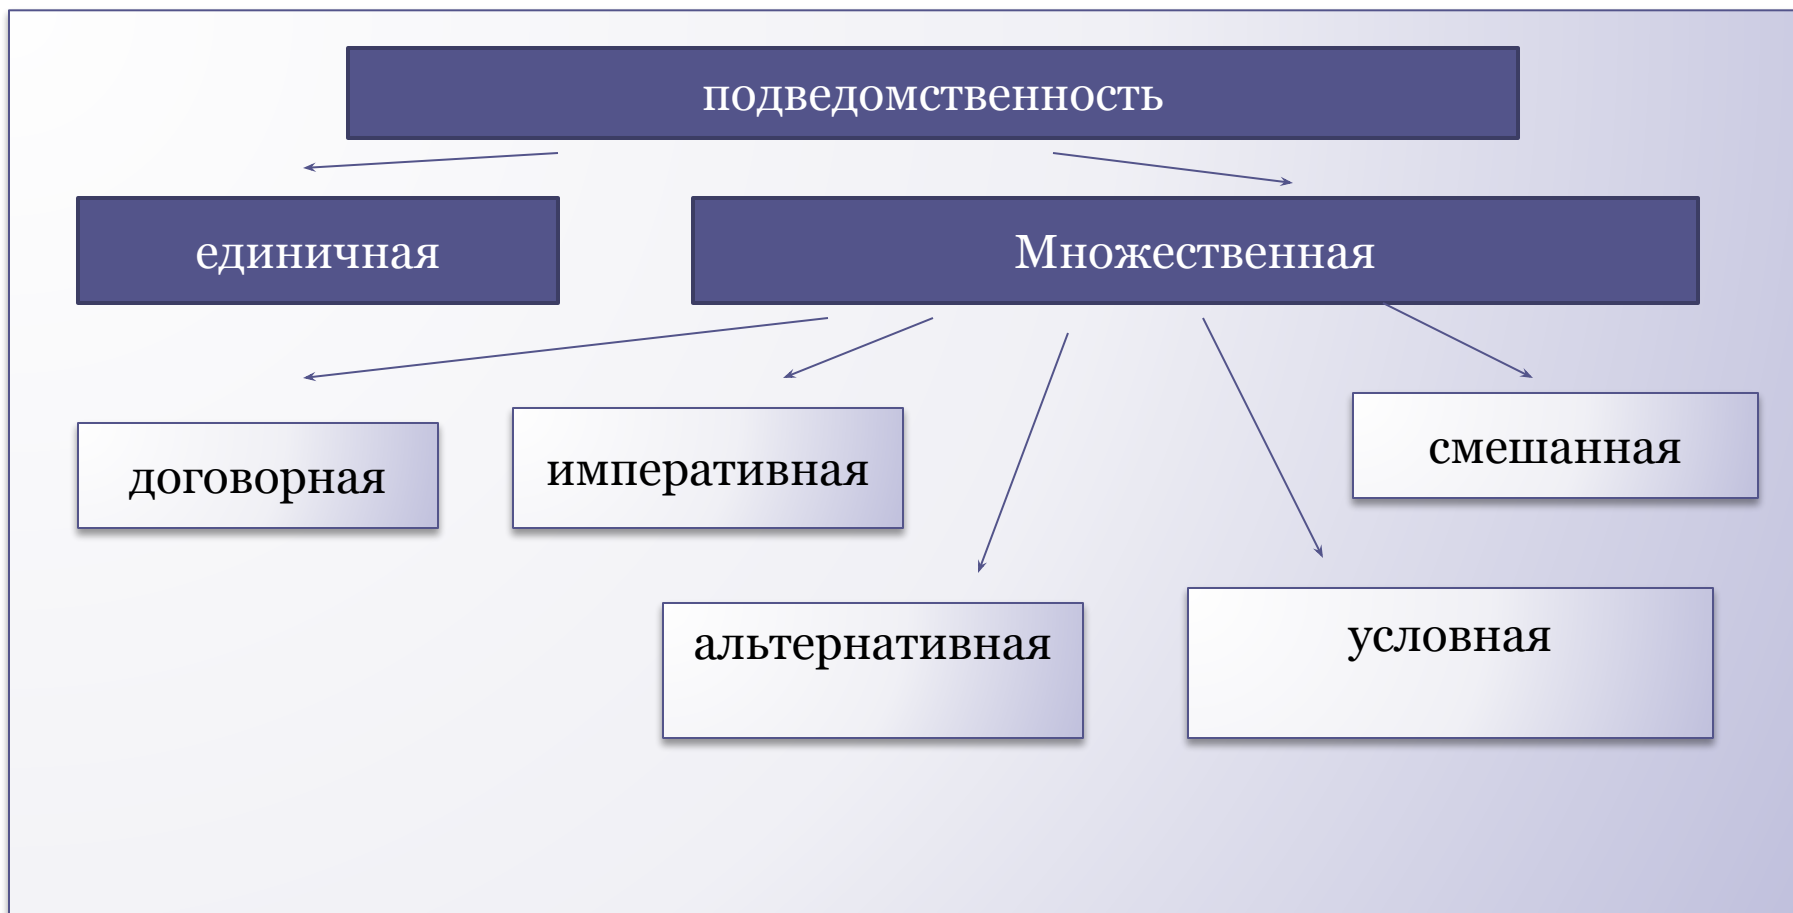 подведомственность
единичная
Множественная
договорная
императивная
смешанная
альтернативная
условная